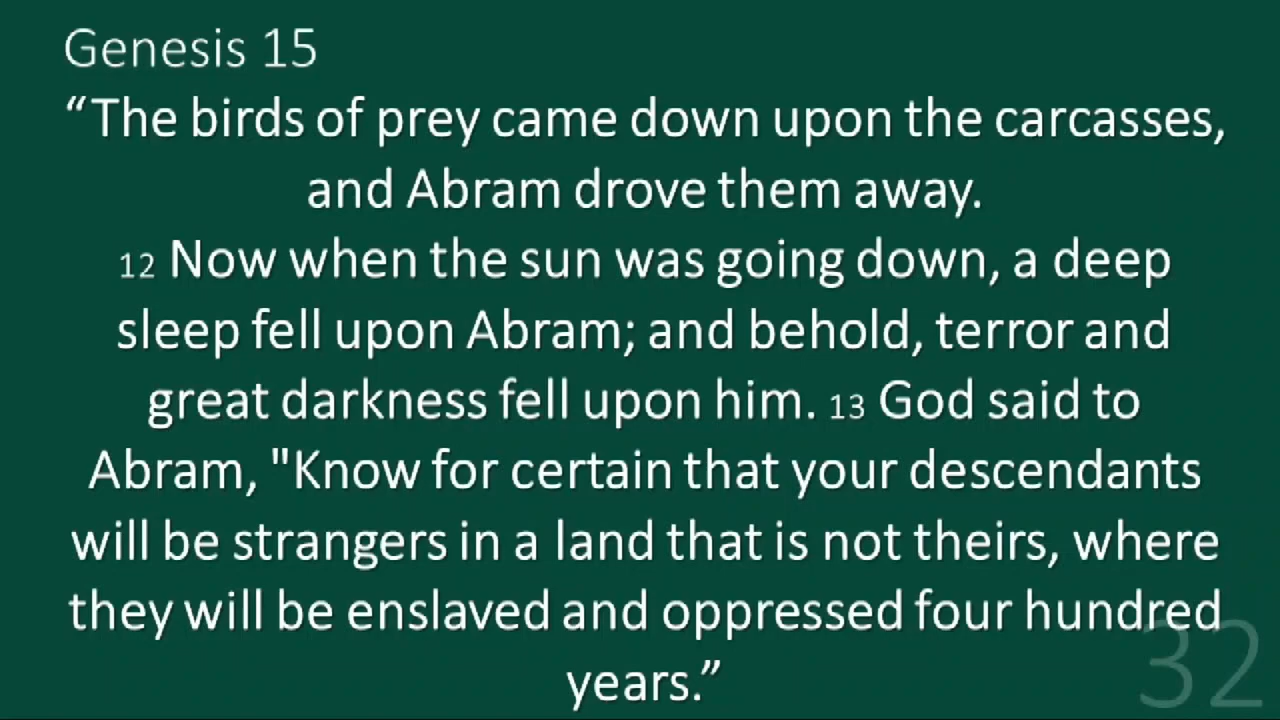 Genesis 15
“The birds of prey came down upon the carcasses,
and Abram drove them away.
12 Now when the sun was going down, a deep
sleep fell upon Abram; and behold, terror and
great darkness fell upon him. 13 God said to
Abram, "Know for certain that your descendants
will be strangers in a land that is not theirs, where
they will be enslaved and oppressed four hundred
years.”
32